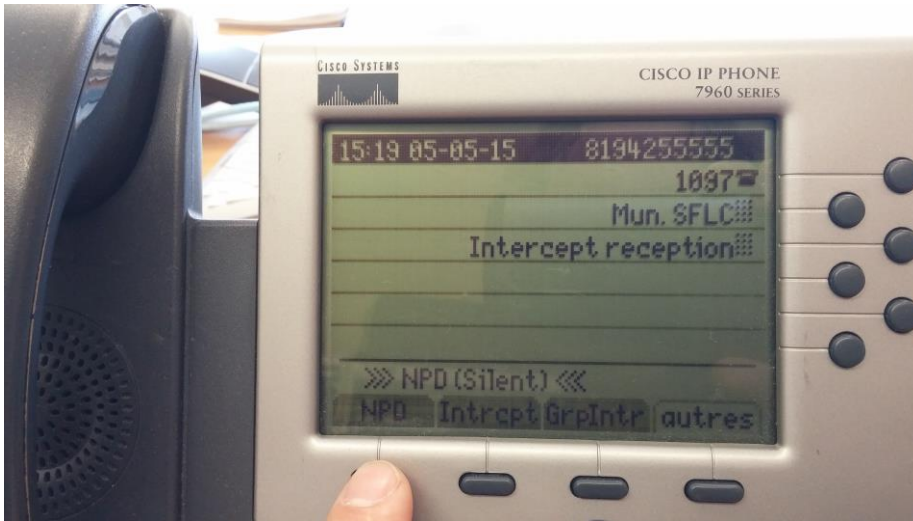 CISCO SYSTEMS
CISCO IP PHONE
7960 SERIES
15:19 05-05-15 8194255555
1097
Mun. SFLC
Intercept reception
>>> NPD (Silent) <<<
NPD Intrcpt GrpIntr autres